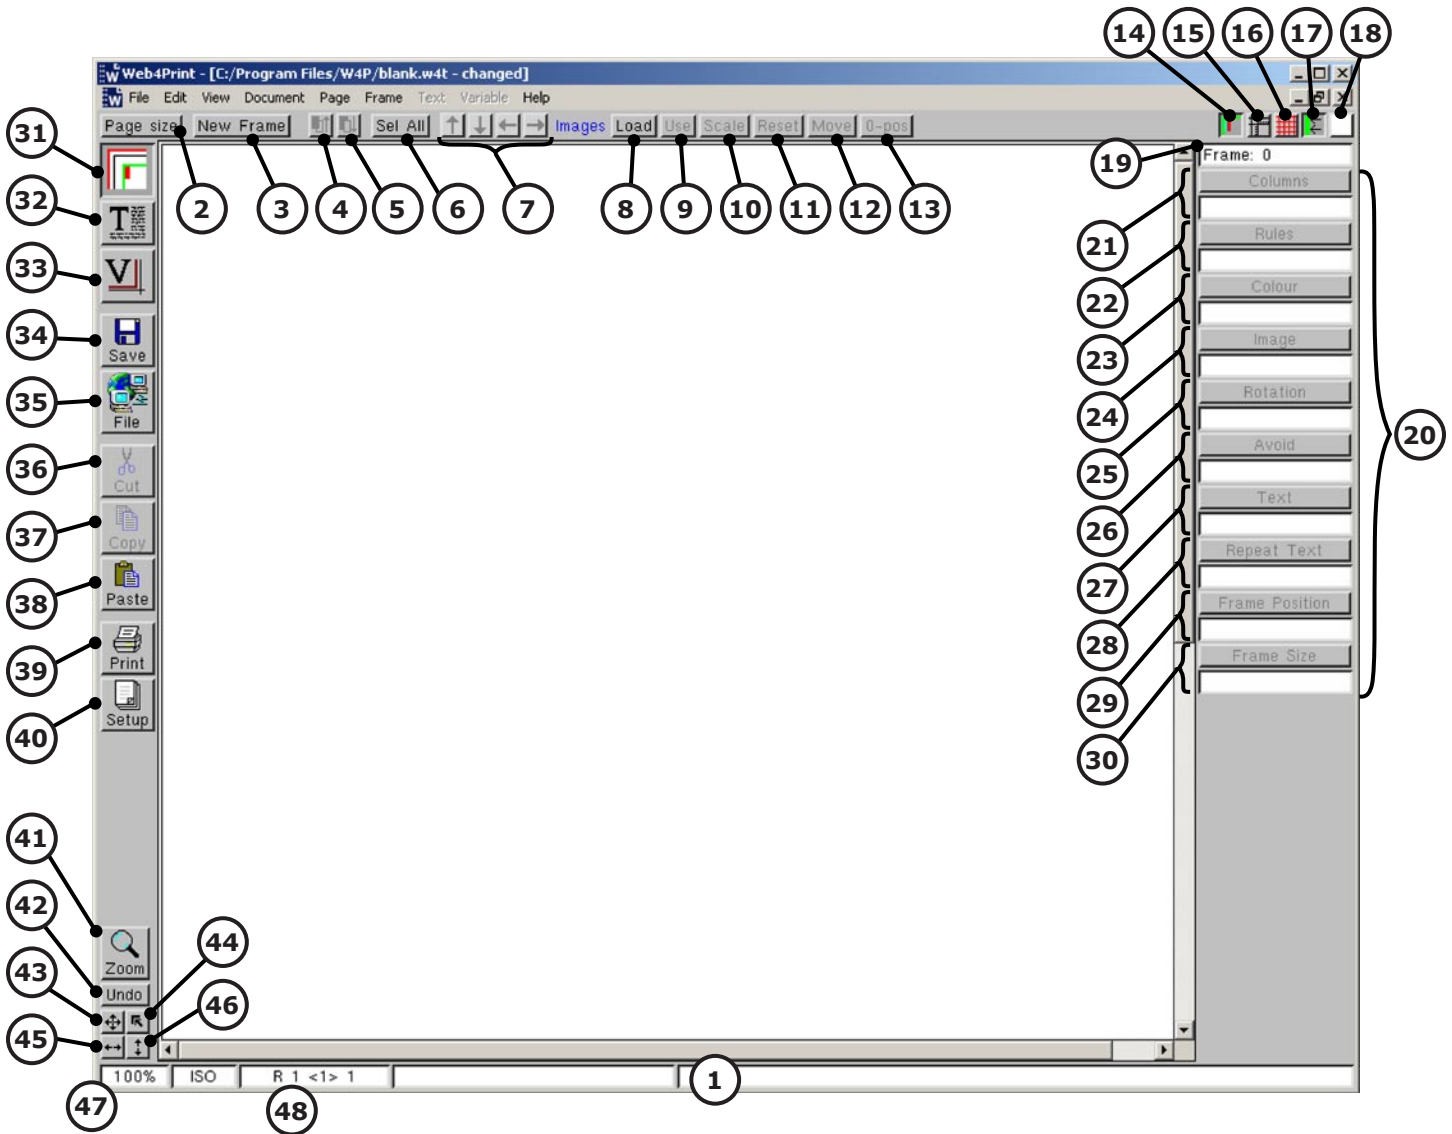 14 15 16 17 18
Web4Print - [C:/Program Files/W4P/blank.w4t - changed]
File Edit View Document Page Frame Text Variable Help
Page size New Frame Sel All Images Load Use Scale Reset Move 0-pos
31
19
Frame: 0
Columns
32
2 3 4 5 6 7 8 9 10 11 12 13
21
Rules
33
22
Colour
34
Save
23
Image
35
File
24
Rotation
20
36
Cut
25
Avoid
37
Copy
26
Text
38
Paste
27
Repeat Text
39
Print
28
Frame Position
40
Setup
29
Frame Size
30
41
Zoom
42
Undo
44
43
46
45
100% ISO R 1 <1> 1
1
47
48